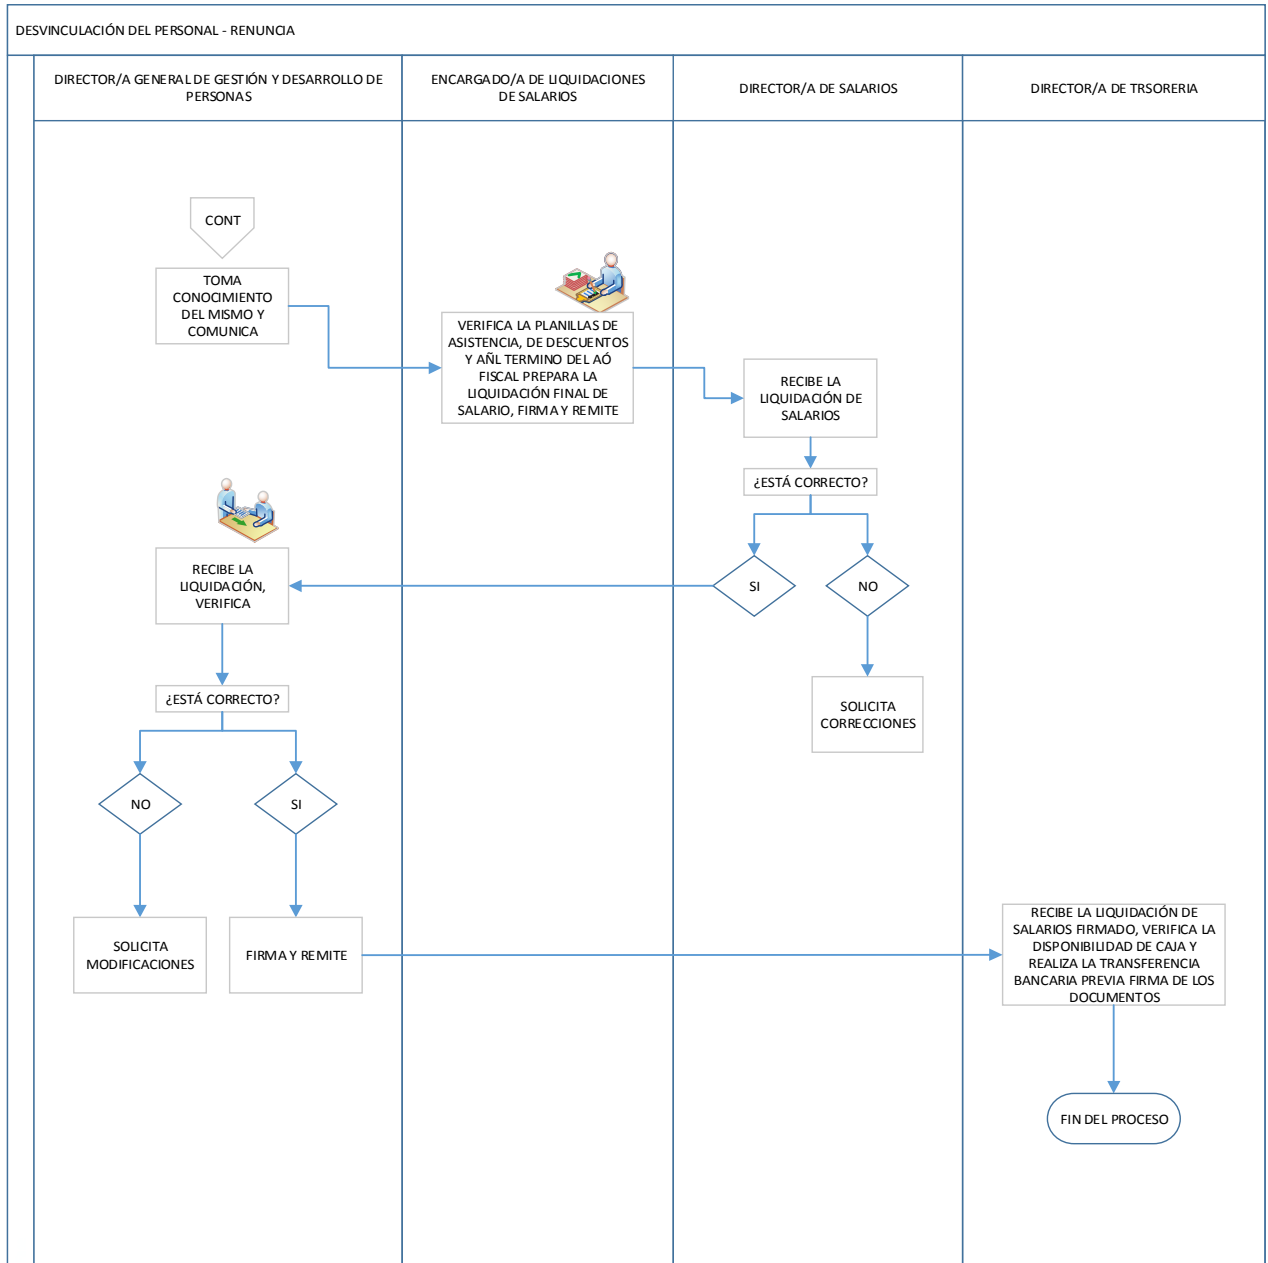 DESVINCULACIÓN DEL PERSONAL - RENUNCIA
DIRECTOR/A GENERAL DE GESTIÓN Y DESARROLLO DE
PERSONAS
ENCARGADO/A DE LIQUIDACIONES
DE SALARIOS
DIRECTOR/A DE SALARIOS
DIRECTOR/A DE TRSORERIA
CONT
TOMA
CONOCIMIENTO
DEL MISMO Y
COMUNICA
VERIFICA LA PLANILLAS DE
ASISTENCIA, DE DESCUENTOS
Y AÑL TERMINO DEL AÓ
FISCAL PREPARA LA
LIQUIDACIÓN FINAL DE
SALARIO, FIRMA Y REMITE
RECIBE LA
LIQUIDACIÓN DE
SALARIOS
¿ESTÁ CORRECTO?
SI
NO
SOLICITA
CORRECCIONES
RECIBE LA
LIQUIDACIÓN,
VERIFICA
¿ESTÁ CORRECTO?
NO
SI
SOLICITA
MODIFICACIONES
FIRMA Y REMITE
RECIBE LA LIQUIDACIÓN DE
SALARIOS FIRMADO, VERIFICA LA
DISPONIBILIDAD DE CAJA Y
REALIZA LA TRANSFERENCIA
BANCARIA PREVIA FIRMA DE LOS
DOCUMENTOS
FIN DEL PROCESO